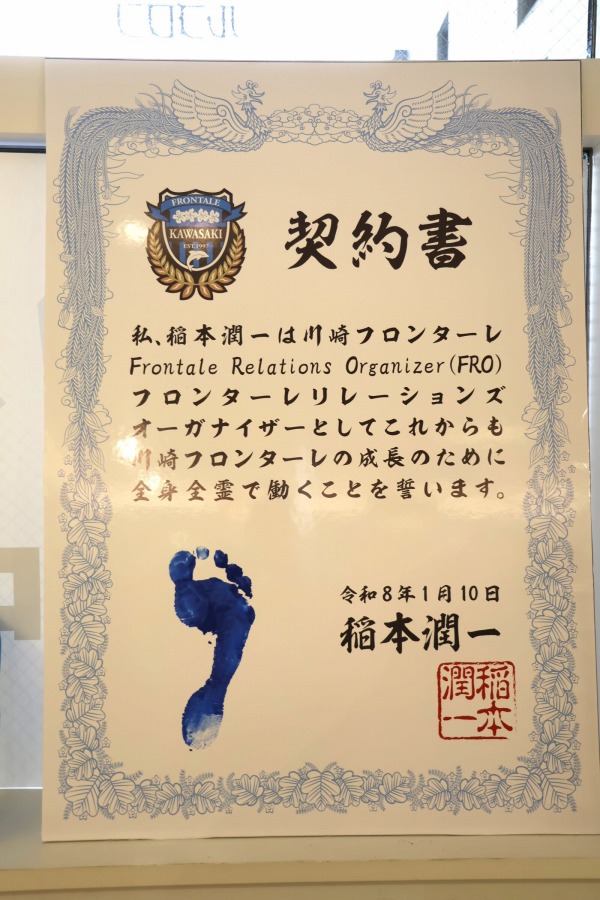 FRONTALE
KAWASAKI
EST.1997
契約書
私、稲本潤一は川崎フロンターレ
Frontale Relations Organizer(FRO)
フロンターレリレーションズ
オーガナイザーとしてこれからも
川崎フロンターレの成長のために
全身全霊で働くことを誓います。
令和8年1月10日
稲本潤一
稲本
潤一